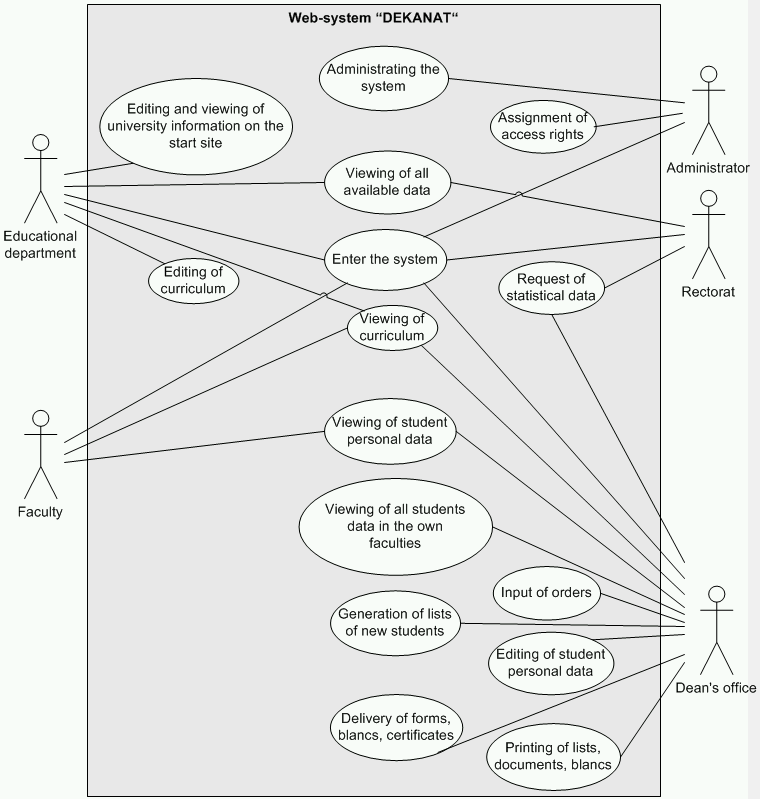 Web-system “DEKANAT“
Administrating the
system
Editing and viewing of
university information on the
start site
Assignment of
access rights
Administrator
Viewing of all
available data
Educational
department
Enter the system
Editing of
curriculum
Request of
statistical data
Rectorat
Viewing of
curriculum
Viewing of student
personal data
Faculty
Viewing of all students
data in the own
faculties
Input of orders
Generation of lists
of new students
Editing of student
personal data
Dean's office
Delivery of forms,
blancs, certificates
Printing of lists,
documents, blancs